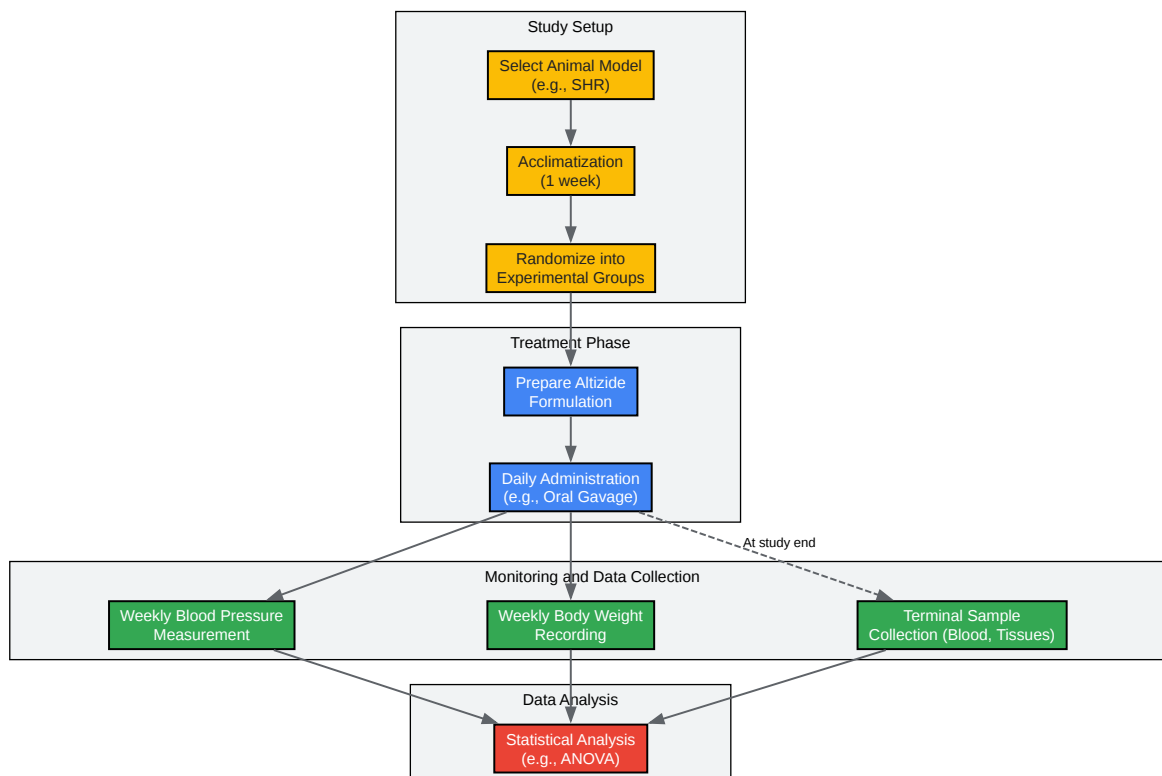 Study Setup
Select Animal Model
(e.g., SHR)
Acclimatization
(1 week)
Randomize into
Experimental Groups
Treatment Phase
Prepare Altizide
Formulation
Daily Administration
(e.g., Oral Gavage)
At study end
Monitoring and Data Collection
Weekly Blood Pressure
Measurement
Weekly Body Weight
Recording
Terminal Sample
Collection (Blood, Tissues)
Data Analysis
Statistical Analysis
(e.g., ANOVA)